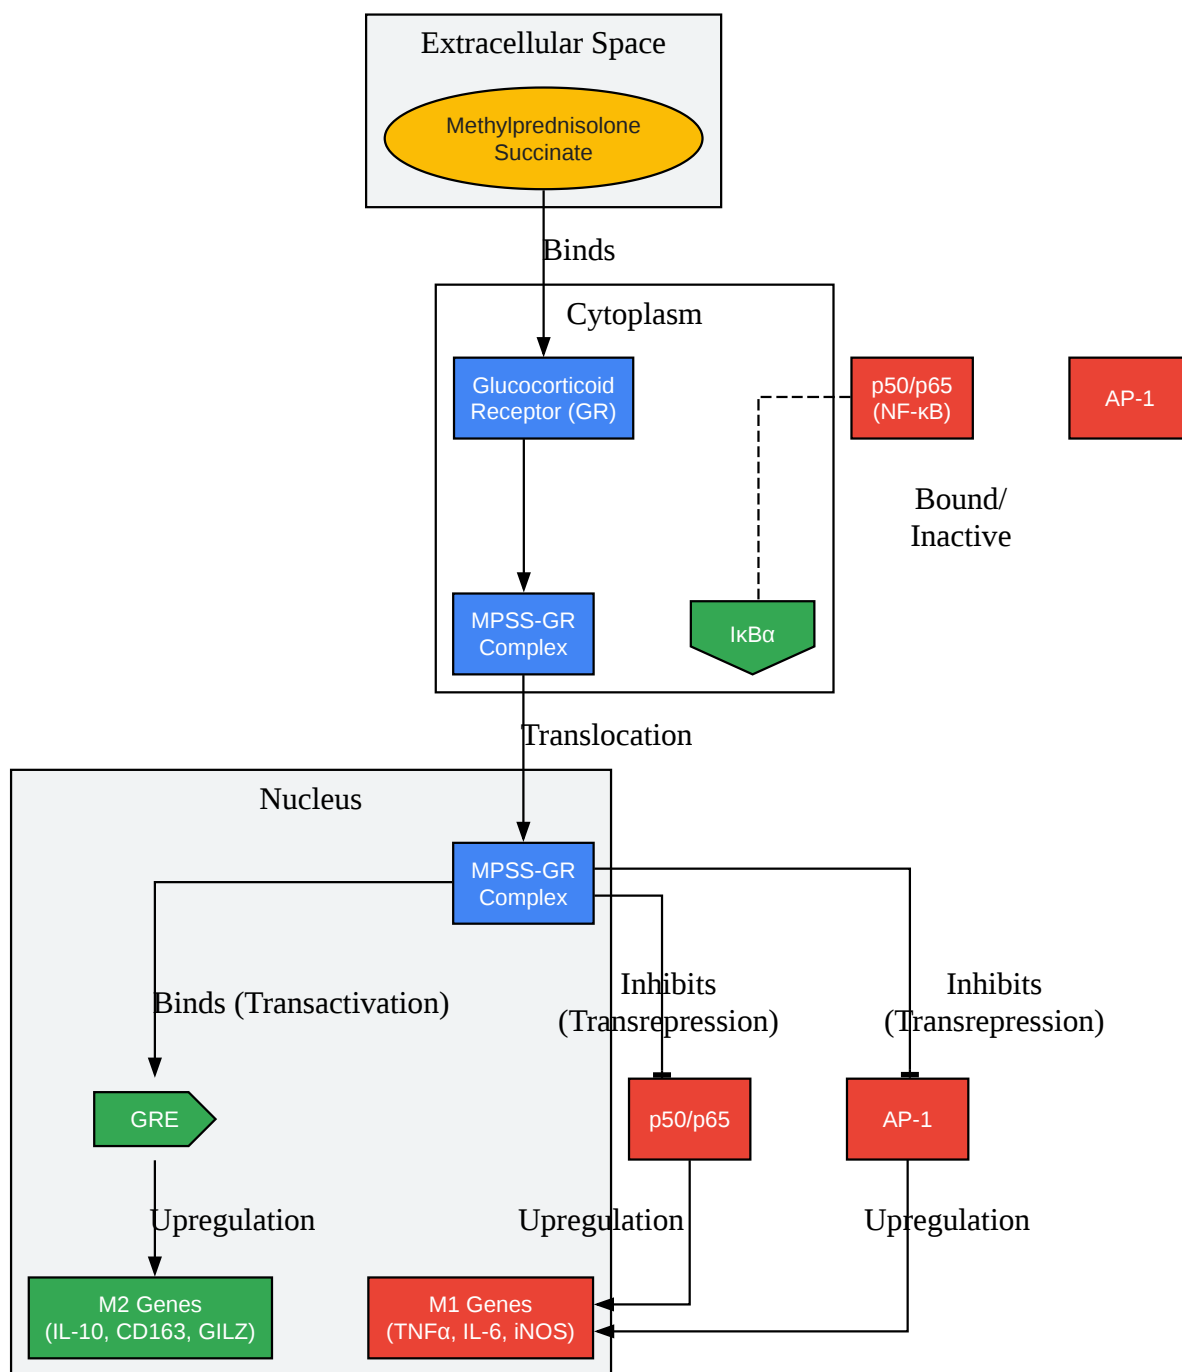 Extracellular Space
Methylprednisolone
Succinate
Binds
Cytoplasm
Glucocorticoid
Receptor (GR)
p50/p65
(NF-κB)
AP-1
Bound/
Inactive
MPSS-GR
Complex
IκBα
Translocation
Nucleus
MPSS-GR
Complex
Binds (Transactivation)
Inhibits
(Transrepression)
Inhibits
(Transrepression)
GRE
p50/p65
AP-1
Upregulation
Upregulation
Upregulation
M2 Genes
(IL-10, CD163, GILZ)
M1 Genes
(TNFα, IL-6, iNOS)